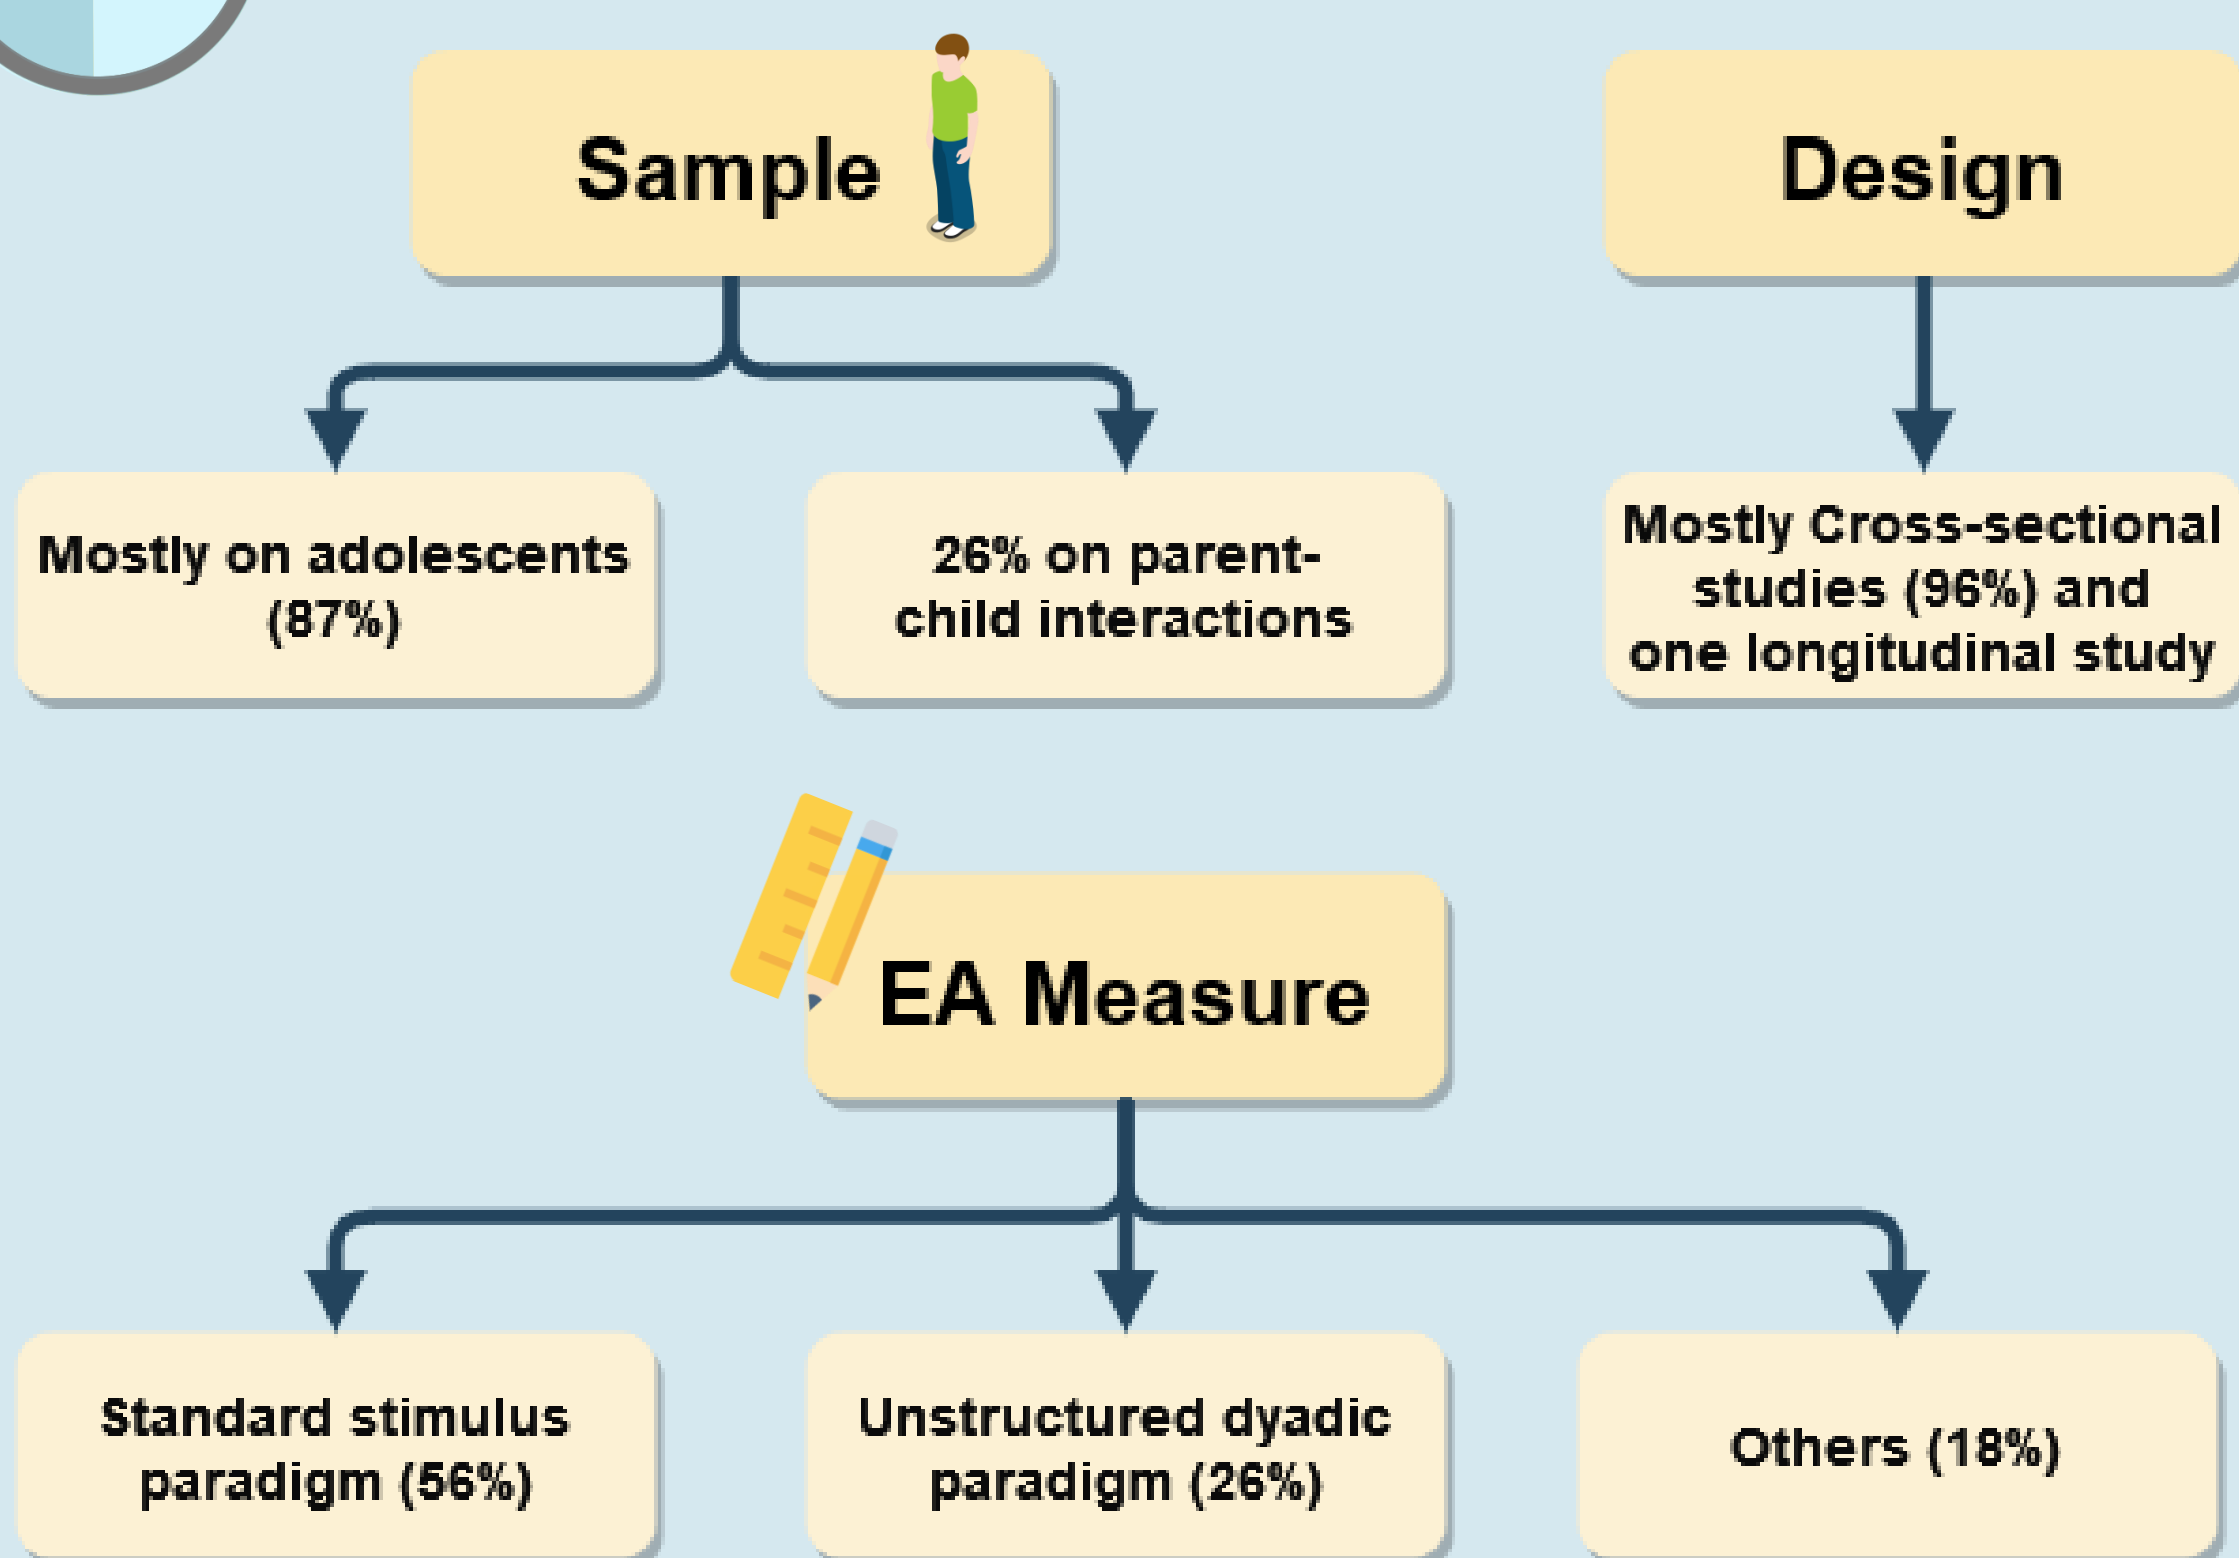 Sample
Design
Mostly on adolescents
(87%)
26% on parent-
child interactions
Mostly Cross-sectional
studies (96%) and
one longitudinal study
EA Measure
Standard stimulus
paradigm (56%)
Unstructured dyadic
paradigm (26%)
Others (18%)